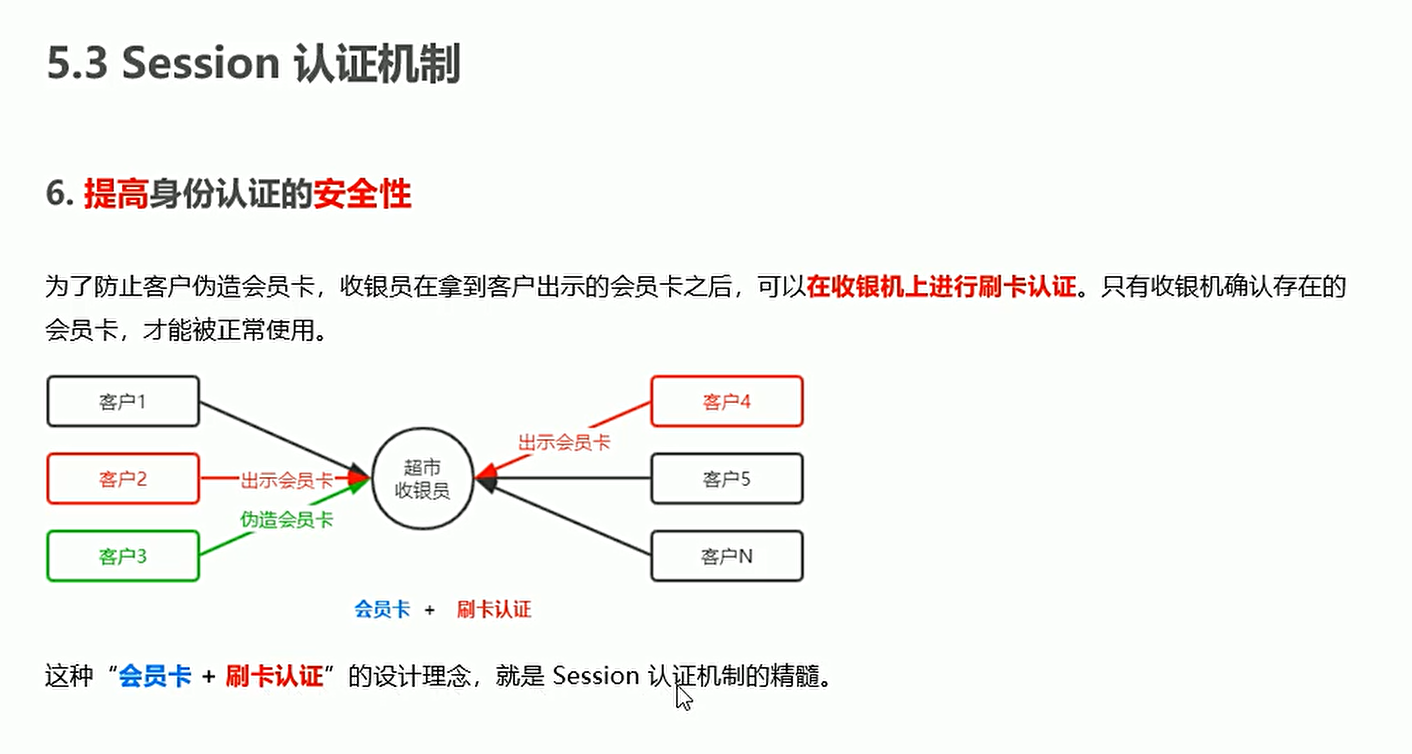 5.3 Session 认证机制
6. 提高身份认证的安全性
为了防止客户伪造会员卡，收银员在拿到客户出示的会员卡之后，可以在收银机上进行刷卡认证。只有收银机确认存在的
会员卡，才能被正常使用。
客户1
客户2
客户3
出示会员卡
伪造会员卡
超市
收银员
出示会员卡
客户4
客户5
客户N
会员卡 + 刷卡认证
这种“会员卡 + 刷卡认证”的设计理念，就是 Session 认证机制的精髓。